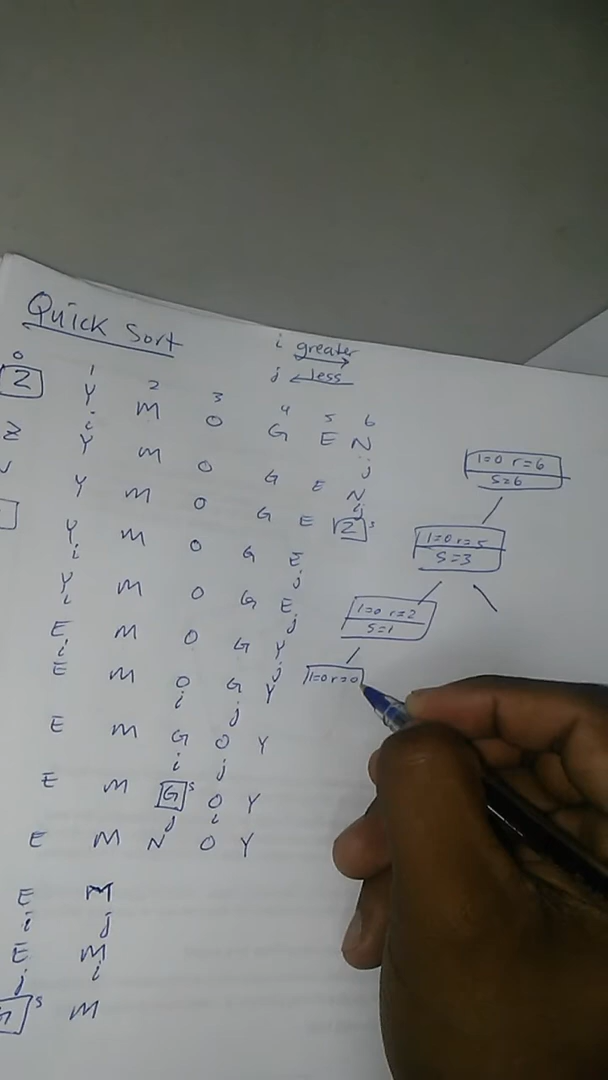 Quick Sort
i greater
j less
0 1 2 3 4 5 6
Z Y M O G E N
i j
Z Y M O G E N
i j
Y M O G E N
Y M O G E Z s
i j
Y M O G E
i j
Y M O G E
i j
E M O G Y
i j
E M O G Y
i j
E M G O Y
i j
E M G s O Y
j i
E M N O Y
E M
i j
E M
j i
s M
l=0 r=6
S=6
l=0 r=5
S=3
l=0 r=2
S=1
l=0 r=0